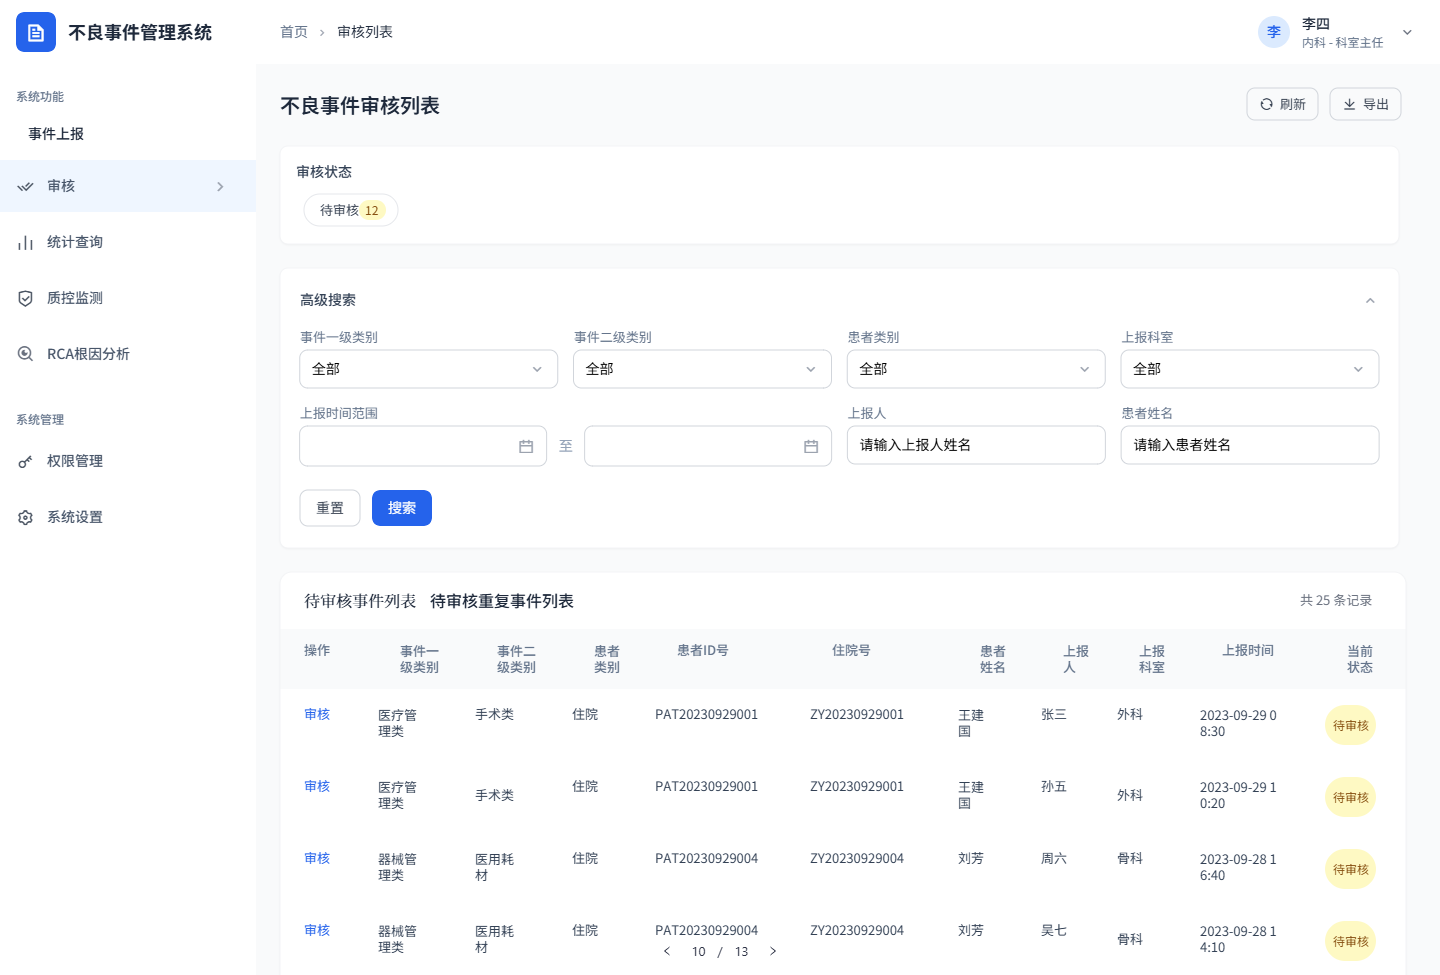 不良事件管理系统
首页 > 审核列表
李 李四
内科 - 科室主任
系统功能
事件上报
审核
统计查询
质控监测
RCA根因分析
系统管理
权限管理
系统设置
不良事件审核列表
刷新 导出
审核状态
待审核 12
高级搜索
事件一级类别 事件二级类别 患者类别 上报科室
全部 全部 全部 全部
上报时间范围 上报人 患者姓名
至 请输入上报人姓名 请输入患者姓名
重置 搜索
待审核事件列表 待审核重复事件列表 共 25 条记录
操作 事件一 事件二 患者 患者ID号 住院号 患者 上报 上报 上报时间 当前
级类别 级类别 类别 姓名 人 科室 状态
审核 医疗管 手术类 住院 PAT20230929001 ZY20230929001 王建 张三 外科 2023-09-29 0 待审核
理类 国 8:30
审核 医疗管 手术类 住院 PAT20230929001 ZY20230929001 王建 孙五 外科 2023-09-29 1 待审核
理类 国 0:20
审核 器械管 医用耗 住院 PAT20230929004 ZY20230929004 刘芳 周六 骨科 2023-09-28 1 待审核
理类 材 6:40
审核 器械管 医用耗 住院 PAT20230929004 ZY20230929004 刘芳 吴七 骨科 2023-09-28 1 待审核
理类 材 4:10
< 10 / 13 >